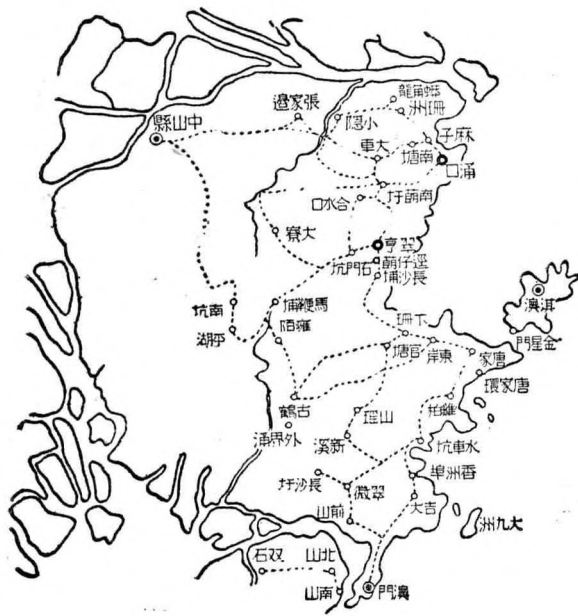 珊洲
小隱
張家邊
麻子
中山縣
南塘
大車
涌口
南萌圩
合水口
大寮
翠亨
逕仔萌
石門坑
長沙埔
淇澳
南坑
馬鞭埔
下珊
金星門
雍陌
東岸
官塘
唐家
唐家環
雞拍
古鶴
外界涌
新溪
水車坑
香洲埠
長沙圩
翠微
吉大
前山
大九洲
北山
双石
南山
澳門